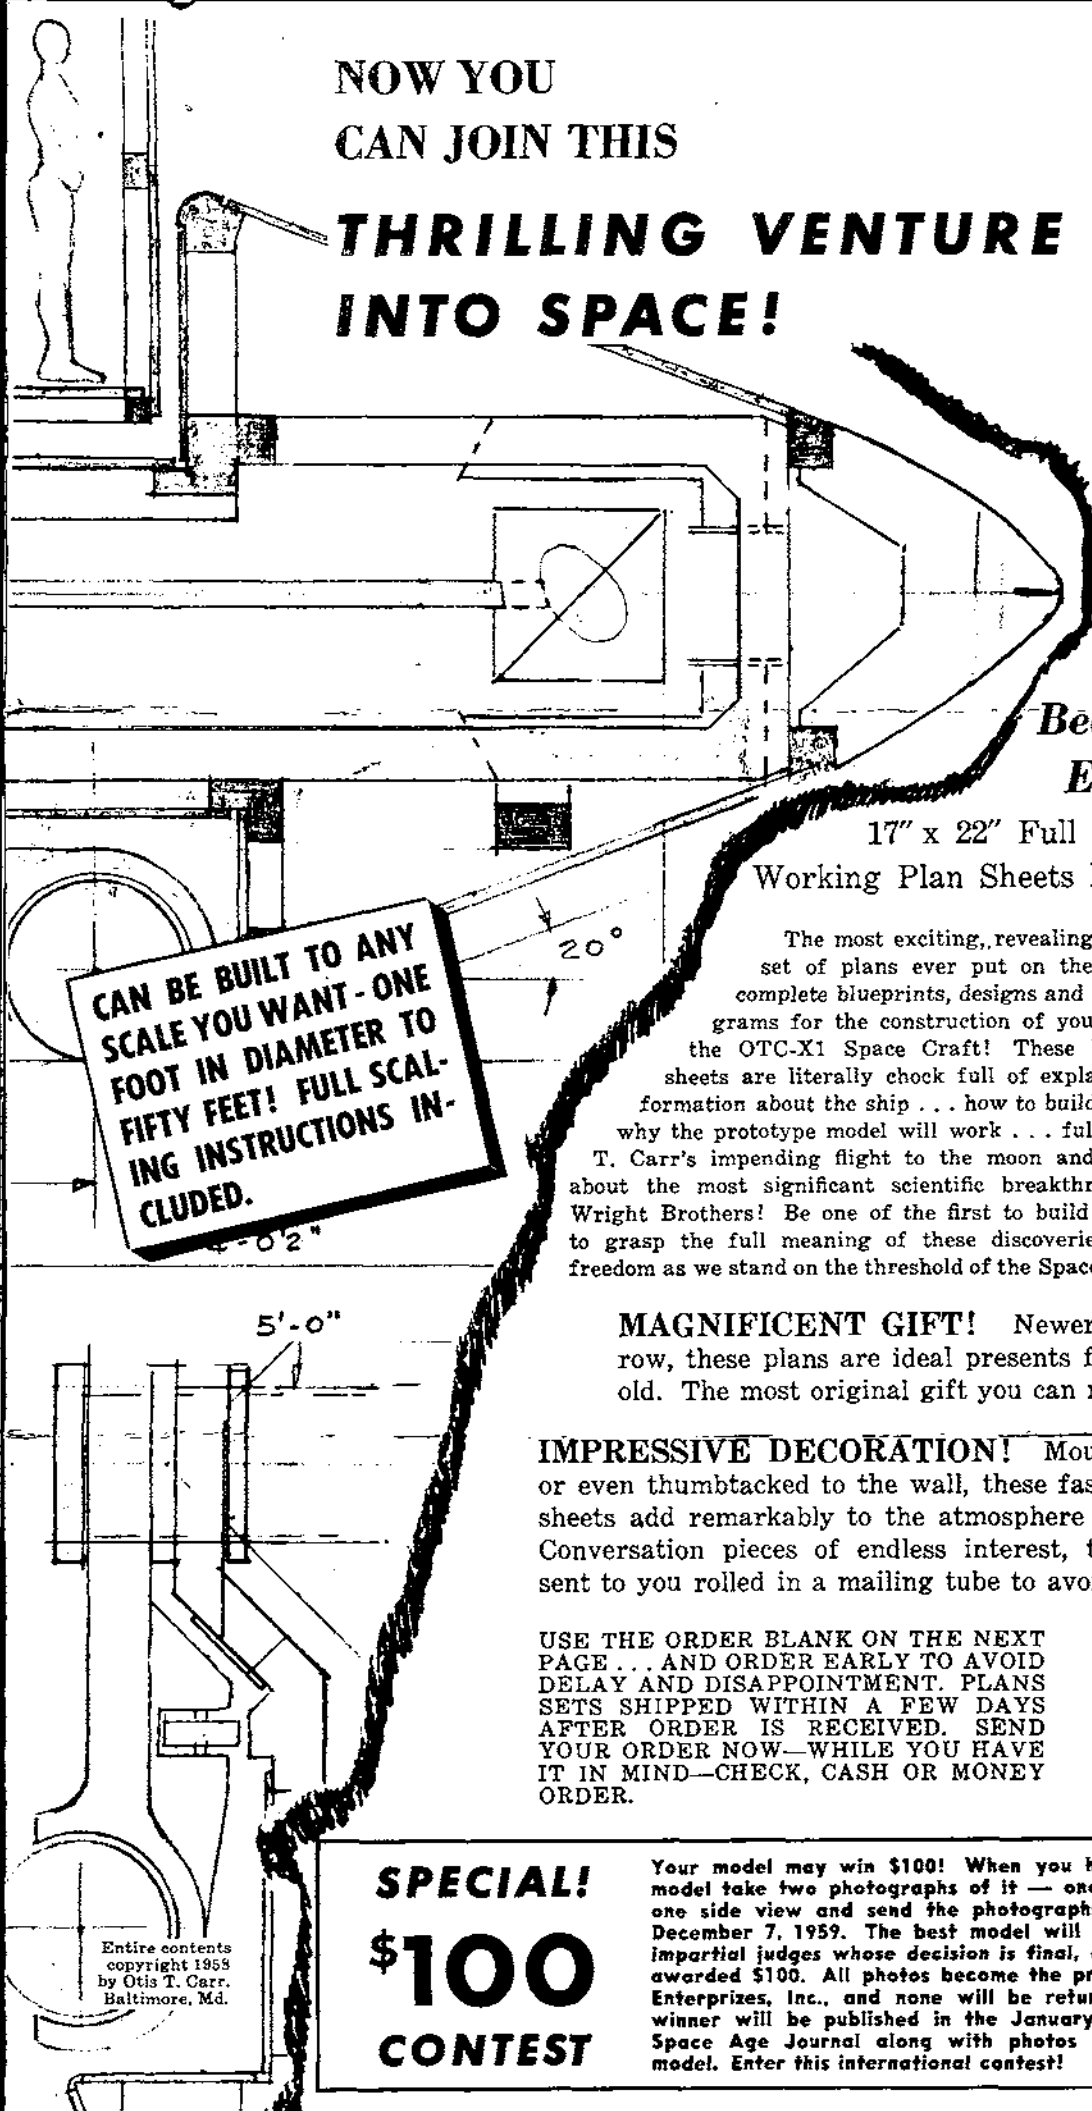 NOW YOU
CAN JOIN THIS
THRILLING VENTURE
INTO SPACE!
Be
E
17″ x 22″ Full
Working Plan Sheets
20°
CAN BE BUILT TO ANY
SCALE YOU WANT - ONE
FOOT IN DIAMETER TO
FIFTY FEET! FULL SCAL-
ING INSTRUCTIONS IN-
CLUDED.
The most exciting, revealing
set of plans ever put on the
complete blueprints, designs and
grams for the construction of you
the OTC-X1 Space Craft! These
sheets are literally chock full of expla
formation about the ship . . . how to build
why the prototype model will work . . . ful
T. Carr's impending flight to the moon and
about the most significant scientific breakthr
Wright Brothers! Be one of the first to build
to grasp the full meaning of these discoverie
freedom as we stand on the threshold of the Space
-0'2"
5'-0"
MAGNIFICENT GIFT! Newer
row, these plans are ideal presents f
old. The most original gift you can
IMPRESSIVE DECORATION! Mou
or even thumbtacked to the wall, these fas
sheets add remarkably to the atmosphere
Conversation pieces of endless interest, t
sent to you rolled in a mailing tube to avo
USE THE ORDER BLANK ON THE NEXT
PAGE . . . AND ORDER EARLY TO AVOID
DELAY AND DISAPPOINTMENT. PLANS
SETS SHIPPED WITHIN A FEW DAYS
AFTER ORDER IS RECEIVED. SEND
YOUR ORDER NOW—WHILE YOU HAVE
IT IN MIND—CHECK, CASH OR MONEY
ORDER.
Entire contents
copyright 1958
by Otis T. Carr.
Baltimore, Md.
SPECIAL!
$100
CONTEST
Your model may win $100! When you h
model take two photographs of it — one
one side view and send the photograph
December 7, 1959. The best model will
impartial judges whose decision is final,
awarded $100. All photos become the pr
Enterprizes, Inc., and none will be retur
winner will be published in the January
Space Age Journal along with photos
model. Enter this international contest!